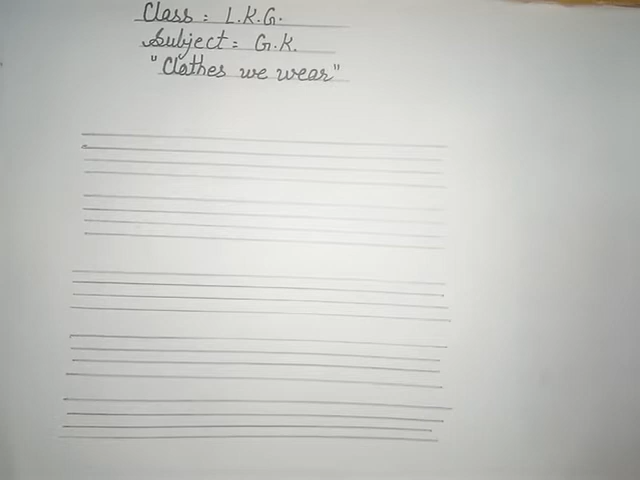 Class : L.K.G.
Subject : G.K.
"Clothes we wear"